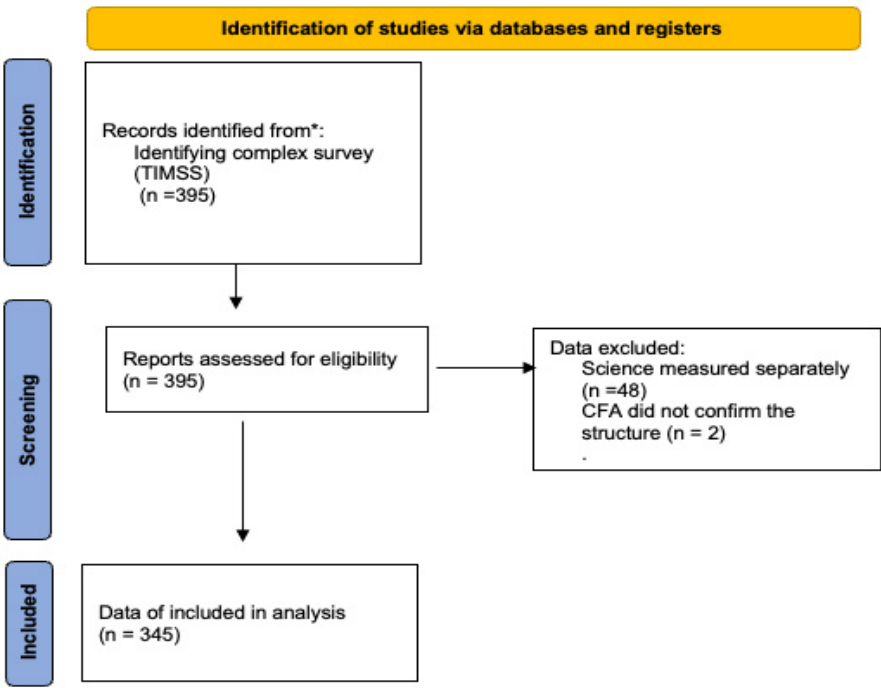 Identification of studies via databases and registers
Identification
Records identified from*:
Identifying complex survey
(TIMSS)
(n =395)
Screening
Reports assessed for eligibility
(n = 395)
Data excluded:
Science measured separately
(n =48)
CFA did not confirm the
structure (n = 2)
.
Included
Data of included in analysis
(n = 345)